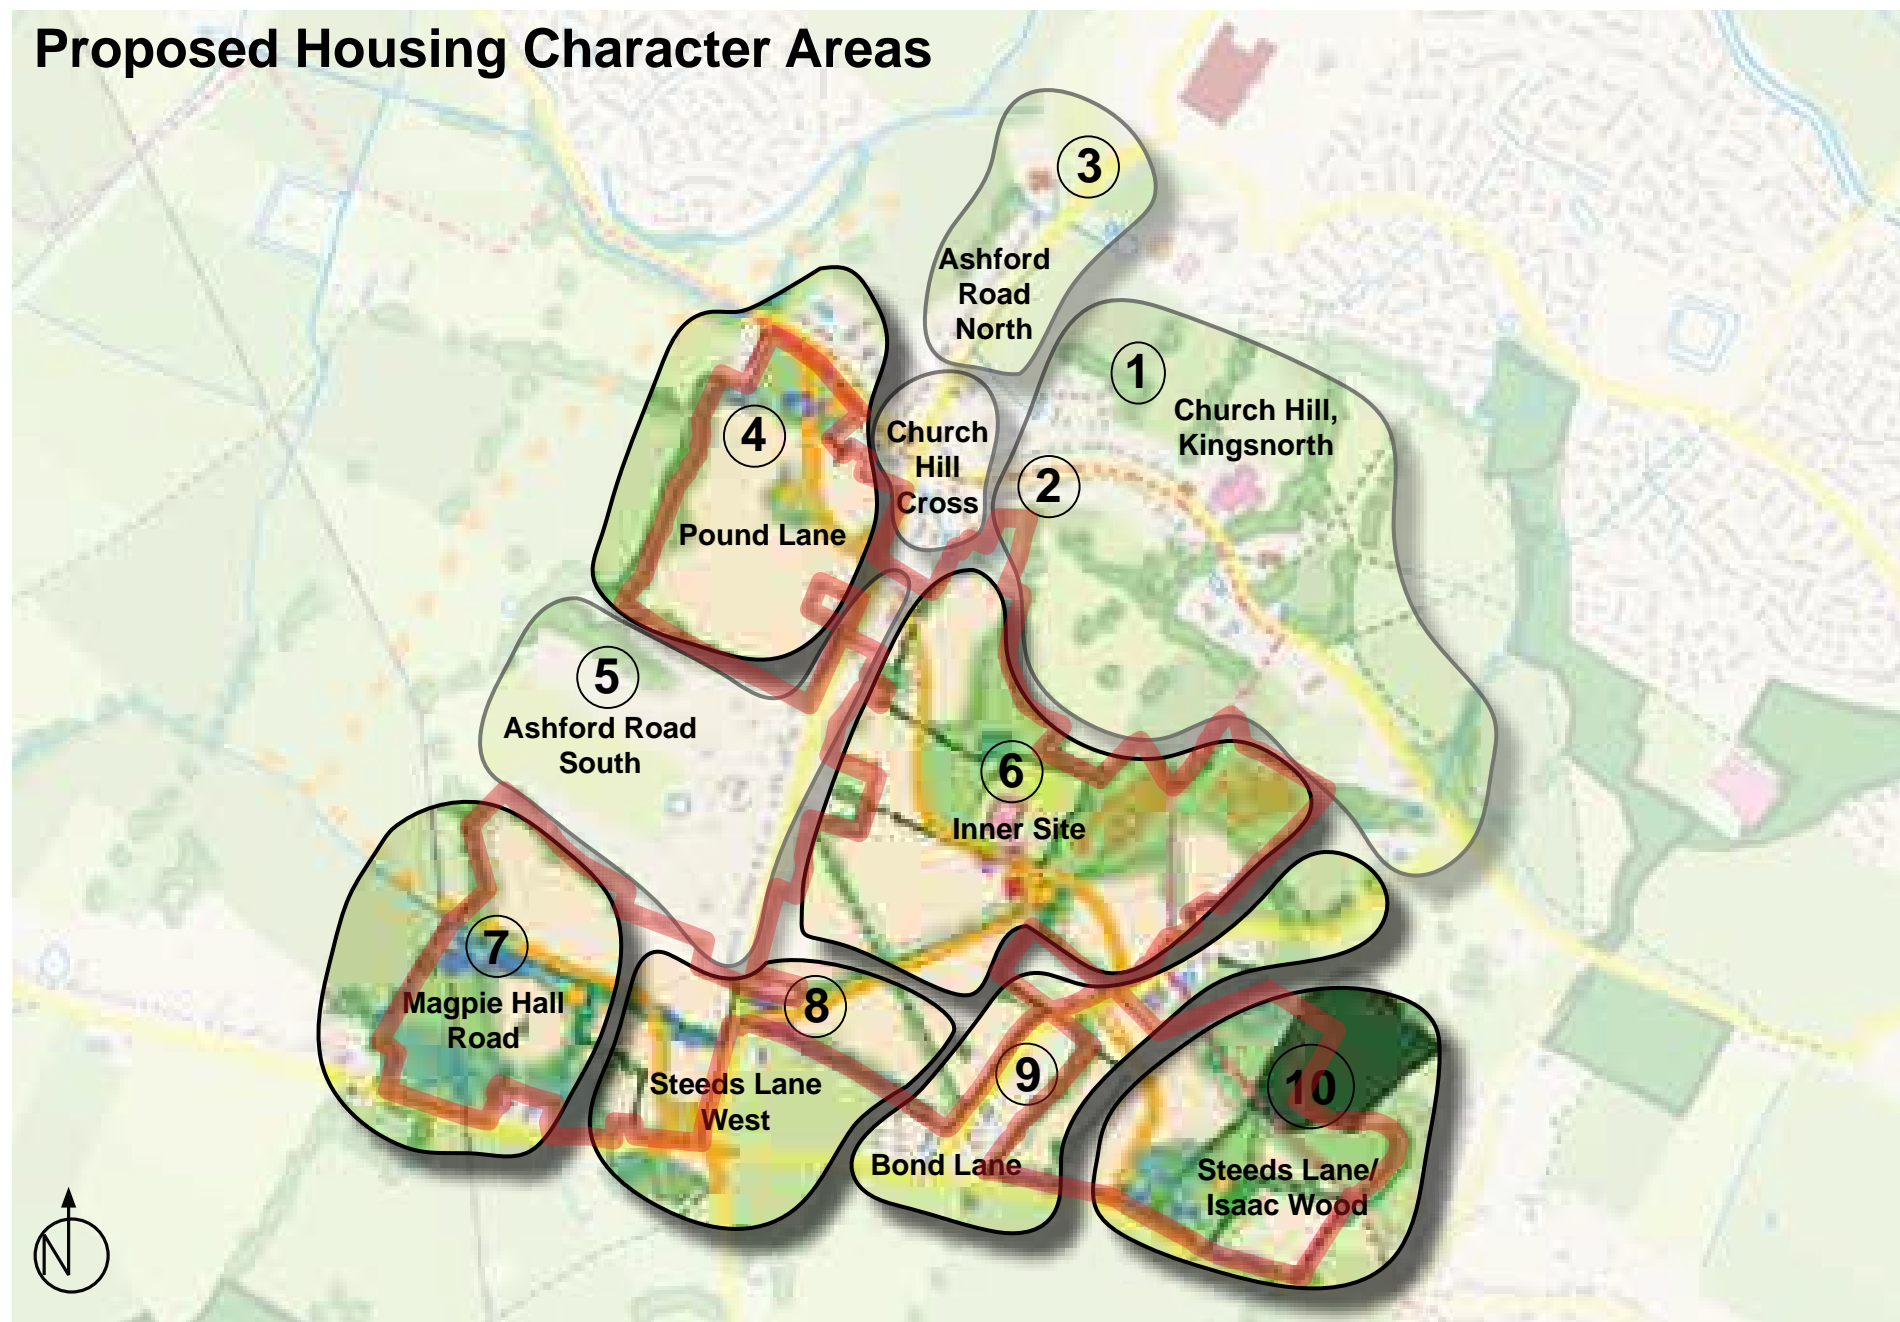 Proposed Housing Character Areas
3
Ashford
Road
North
1
Church Hill,
Kingsnorth
Church
Hill
Cross
2
4
Pound Lane
5
Ashford Road
South
6
Inner Site
7
Magpie Hall
Road
8
Steeds Lane
West
9
Bond Lane
10
Steeds Lane/
Isaac Wood
N